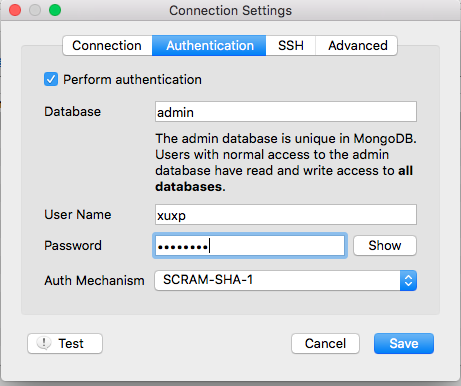 Connection Settings
Connection Authentication SSH Advanced
Perform authentication
Database admin
The admin database is unique in MongoDB.
Users with normal access to the admin
database have read and write access to all
databases.
User Name xuxp
Password •••••••• Show
Auth Mechanism SCRAM-SHA-1
Test Cancel Save